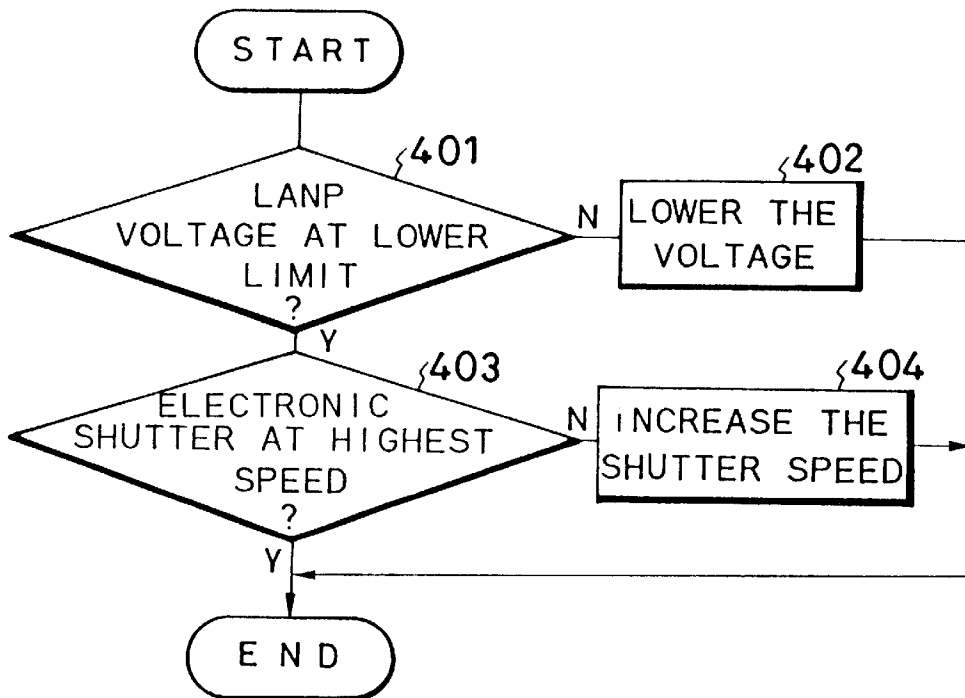 START
401
LANP
VOLTAGE AT LOWER
LIMIT
?
N
402
LOWER THE
VOLTAGE
Y
403
ELECTRONIC
SHUTTER AT HIGHEST
SPEED
?
N
404
INCREASE THE
SHUTTER SPEED
Y
END